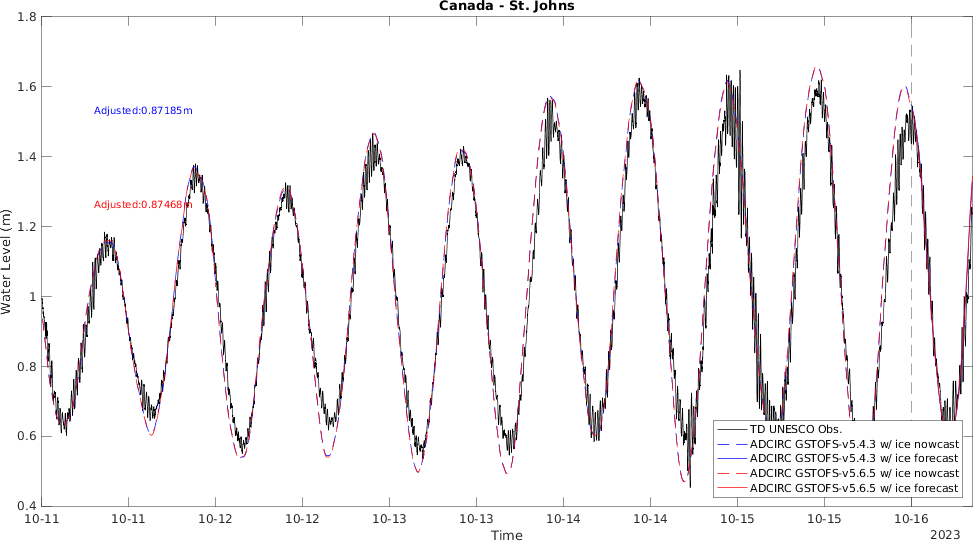 Canada - St. Johns
1.8
1.6
1.4
1.2
1
0.8
0.6
0.4
Water Level (m)
Adjusted:0.87185m
Adjusted:0.87468m
TD UNESCO Obs.
ADCIRC GSTOFS-v5.4.3 w/ ice nowcast
ADCIRC GSTOFS-v5.4.3 w/ ice forecast
ADCIRC GSTOFS-v5.6.5 w/ ice nowcast
ADCIRC GSTOFS-v5.6.5 w/ ice forecast
10-11 10-11 10-12 10-12 10-13 10-13 10-14 10-14 10-15 10-15 10-16
Time
2023